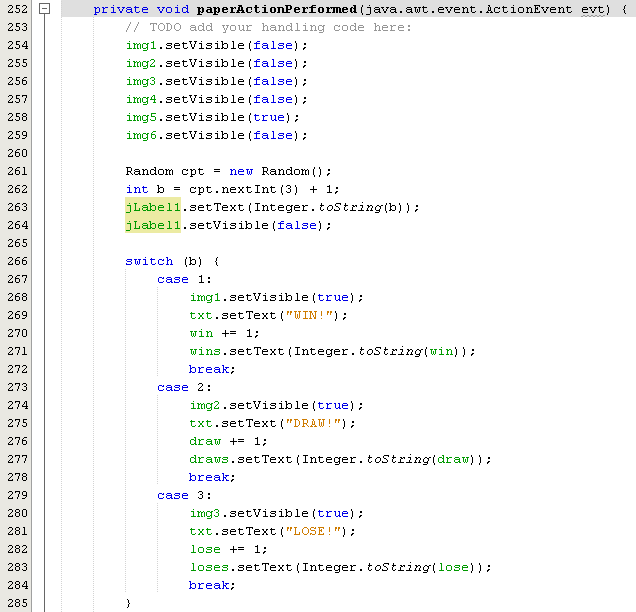 252 private void paperActionPerformed(java.awt.event.ActionEvent evt) {
253 // TODO add your handling code here:
254 img1.setVisible(false);
255 img2.setVisible(false);
256 img3.setVisible(false);
257 img4.setVisible(false);
258 img5.setVisible(true);
259 img6.setVisible(false);
260
261 Random cpt = new Random();
262 int b = cpt.nextInt(3) + 1;
263 jLabel1.setText(Integer.toString(b));
264 jLabel1.setVisible(false);
265
266 switch (b) {
267 case 1:
268 img1.setVisible(true);
269 txt.setText("WIN!");
270 win += 1;
271 wins.setText(Integer.toString(win));
272 break;
273 case 2:
274 img2.setVisible(true);
275 txt.setText("DRAW!");
276 draw += 1;
277 draws.setText(Integer.toString(draw));
278 break;
279 case 3:
280 img3.setVisible(true);
281 txt.setText("LOSE!");
282 lose += 1;
283 loses.setText(Integer.toString(lose));
284 break;
285 }